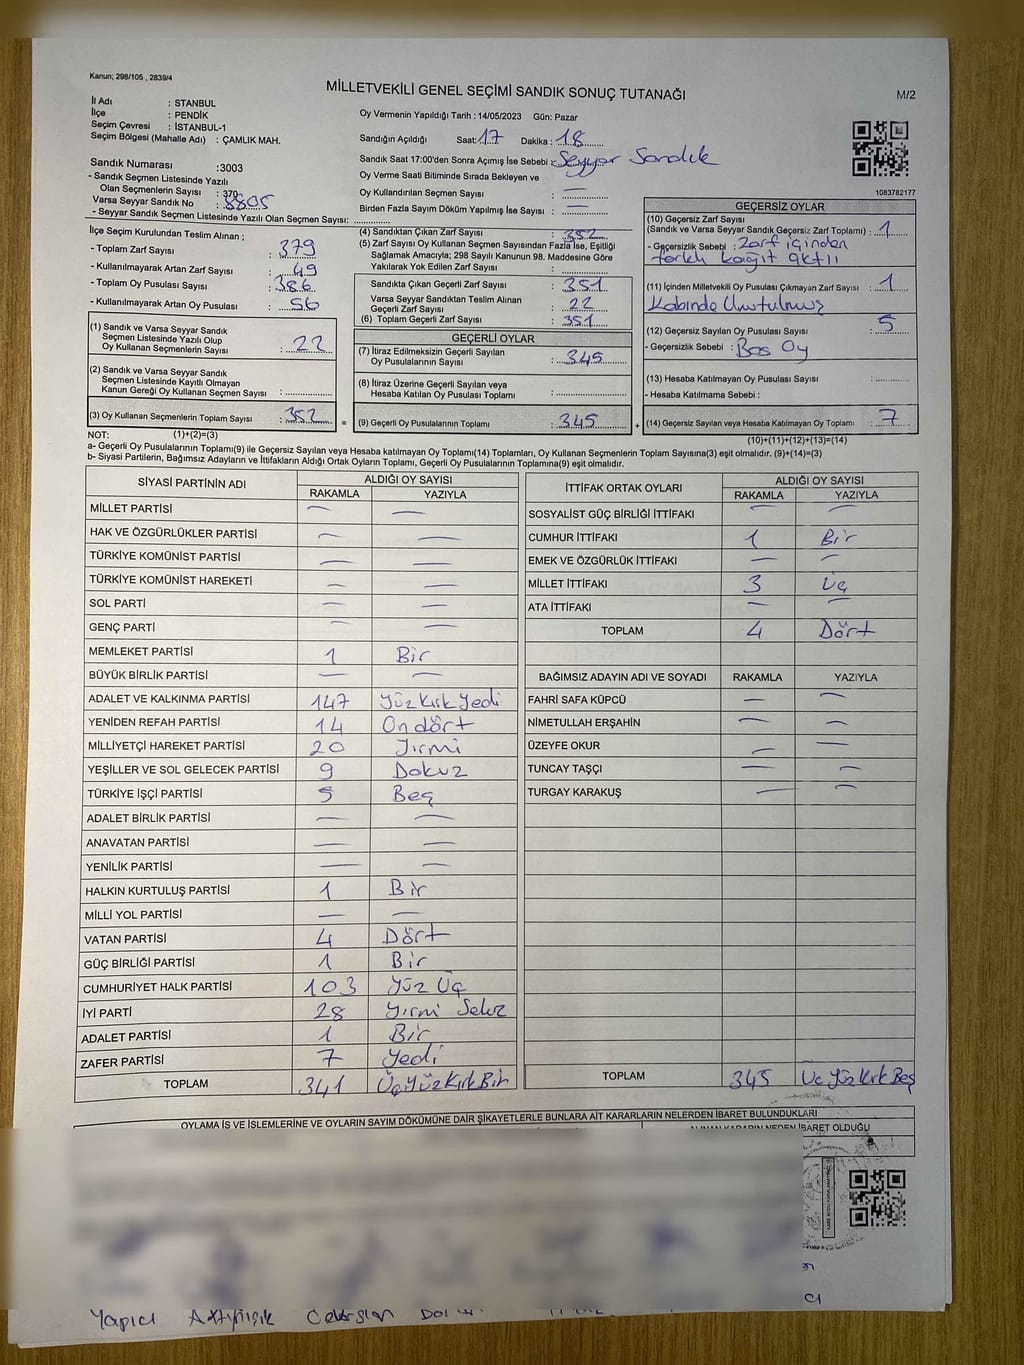 Kanun; 298/105 , 2839/4
MİLLETVEKİLİ GENEL SEÇİMİ SANDIK SONUÇ TUTANAĞI
M/2
İl Adı : STANBUL
İlçe : PENDİK
Seçim Çevresi : İSTANBUL-1
Seçim Bölgesi (Mahalle Adı) : ÇAMLIK MAH.
Oy Vermenin Yapıldığı Tarih : 14/05/2023 Gün: Pazar
Sandığın Açıldığı Saat: 17 Dakika : 18
Sandık Saat 17:00'den Sonra Açımış İse Sebebi : Seyyar Sandık
Oy Verme Saati Bitiminde Sırada Bekleyen ve
Oy Kullandırılan Seçmen Sayısı : —
Birden Fazla Sayım Döküm Yapılmış İse Sayısı : —
1083782177
Sandık Numarası :3003
- Sandık Seçmen Listesinde Yazılı
Olan Seçmenlerin Sayısı : 370
Varsa Seyyar Sandık No : 8805
- Seyyar Sandık Seçmen Listesinde Yazılı Olan Seçmen Sayısı:
İlçe Seçim Kurulundan Teslim Alınan ;
- Toplam Zarf Sayısı : 379
- Kullanılmayarak Artan Zarf Sayısı : 49
- Toplam Oy Pusulası Sayısı : 386
- Kullanılmayarak Artan Oy Pusulası : 56
(1) Sandık ve Varsa Seyyar Sandık
Seçmen Listesinde Yazılı Olup
Oy Kullanan Seçmenlerin Sayısı : 22
(2) Sandık ve Varsa Seyyar Sandık
Seçmen Listesinde Kayıtlı Olmayan
Kanun Gereği Oy Kullanan Seçmen Sayısı :
(3) Oy Kullanan Seçmenlerin Toplam Sayısı : 352
(4) Sandıktan Çıkan Zarf Sayısı : 352
(5) Zarf Sayısı Oy Kullanan Seçmen Sayısından Fazla İse, Eşitliği
Sağlamak Amacıyla; 298 Sayılı Kanunun 98. Maddesine Göre
Yakılarak Yok Edilen Zarf Sayısı :
Sandıkta Çıkan Geçerli Zarf Sayısı : 351
Varsa Seyyar Sandıktan Teslim Alınan
Geçerli Zarf Sayısı : 22
(6) Toplam Geçerli Zarf Sayısı : 351
GEÇERLİ OYLAR
(7) İtiraz Edilmeksizin Geçerli Sayılan
Oy Pusulalarının Sayısı : 345
(8) İtiraz Üzerine Geçerli Sayılan veya
Hesaba Katılan Oy Pusulası Toplamı :
= (9) Geçerli Oy Pusulalarının Toplamı : 345 +
GEÇERSİZ OYLAR
(10) Geçersiz Zarf Sayısı
(Sandık ve Varsa Seyyar Sandık Geçersiz Zarf Toplamı) : 1
- Geçersizlik Sebebi : Zarf içinden
farklı kağıt çıktı
(11) İçinden Milletvekili Oy Pusulası Çıkmayan Zarf Sayısı : 1
Kabinde Unutulmuş
(12) Geçersiz Sayılan Oy Pusulası Sayısı : 5
- Geçersizlik Sebebi : Boş Oy
(13) Hesaba Katılmayan Oy Pusulası Sayısı :
- Hesaba Katılmama Sebebi :
(14) Geçersiz Sayılan veya Hesaba Katılmayan Oy Toplamı : 7
NOT: (1)+(2)=(3)
(10)+(11)+(12)+(13)=(14)
a- Geçerli Oy Pusulaları Toplamı(9) ile Geçersiz Sayılan veya Hesaba katılmayan Oy Toplamı(14) Toplamları, Oy Kullanan Seçmenlerin Toplam Sayısına(3) eşit olmalıdır. (9)+(14)=(3)
b- Siyasi Partilerin, Bağımsız Adayların ve İttifakların Aldığı Ortak Oyların Toplamı, Geçerli Oy Pusulalarının Toplamına(9) eşit olmalıdır.
SİYASİ PARTİNİN ADI ALDIĞI OY SAYISI
RAKAMLA YAZIYLA
MİLLET PARTİSİ — —
HAK VE ÖZGÜRLÜKLER PARTİSİ — —
TÜRKİYE KOMÜNİST PARTİSİ — —
TÜRKİYE KOMÜNİST HAREKETİ — —
SOL PARTİ — —
GENÇ PARTİ — —
MEMLEKET PARTİSİ 1 Bir
BÜYÜK BİRLİK PARTİSİ — —
ADALET VE KALKINMA PARTİSİ 147 Yüz Kırk Yedi
YENİDEN REFAH PARTİSİ 14 On dört
MİLLİYETÇİ HAREKET PARTİSİ 20 Yirmi
YEŞİLLER VE SOL GELECEK PARTİSİ 9 Dokuz
TÜRKİYE İŞÇİ PARTİSİ 5 Beş
ADALET BİRLİK PARTİSİ — —
ANAVATAN PARTİSİ — —
YENİLİK PARTİSİ — —
HALKIN KURTULUŞ PARTİSİ 1 Bir
MİLLİ YOL PARTİSİ — —
VATAN PARTİSİ 4 Dört
GÜÇ BİRLİĞİ PARTİSİ 1 Bir
CUMHURİYET HALK PARTİSİ 103 Yüz Üç
İYİ PARTİ 28 Yirmi Sekiz
ADALET PARTİSİ 1 Bir
ZAFER PARTİSİ 7 Yedi
TOPLAM 341 Üç Yüz Kırk Bir
İTTİFAK ORTAK OYLARI ALDIĞI OY SAYISI
RAKAMLA YAZIYLA
SOSYALİST GÜÇ BİRLİĞİ İTTİFAKI — —
CUMHUR İTTİFAKI 1 Bir
EMEK VE ÖZGÜRLÜK İTTİFAKI — —
MİLLET İTTİFAKI 3 Üç
ATA İTTİFAKI — —
TOPLAM 4 Dört
BAĞIMSIZ ADAYIN ADI VE SOYADI RAKAMLA YAZIYLA
FAHRİ SAFA KÜPCÜ — —
NİMETULLAH ERŞAHİN — —
ÜZEYFE OKUR — —
TUNCAY TAŞÇI — —
TURGAY KARAKUŞ — —
TOPLAM 345 Üç Yüz Kırk Beş
OYLAMA İŞ VE İŞLEMLERİNE VE OYLARIN SAYIM DÖKÜMÜNE DAİR ŞİKAYETLERLE BUNLARA AİT KARARLARIN NELERDEN İBARET BULUNDUKLARI
ALINAN KARARIN NEDEN İBARET OLDUĞU
Yapıcı